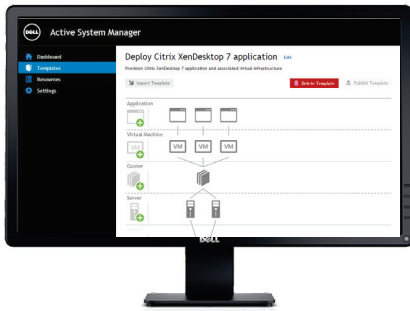 DELL Active System Manager
Dashboard
Templates
Resources
Settings
Deploy Citrix XenDesktop 7 application Edit
Provision Citrix XenDesktop 7 application and associated virtual infrastructure
Import Template
Delete Template
Publish Template
Application
Virtual Machine
VM VM VM VM
Cluster
Server
DELL